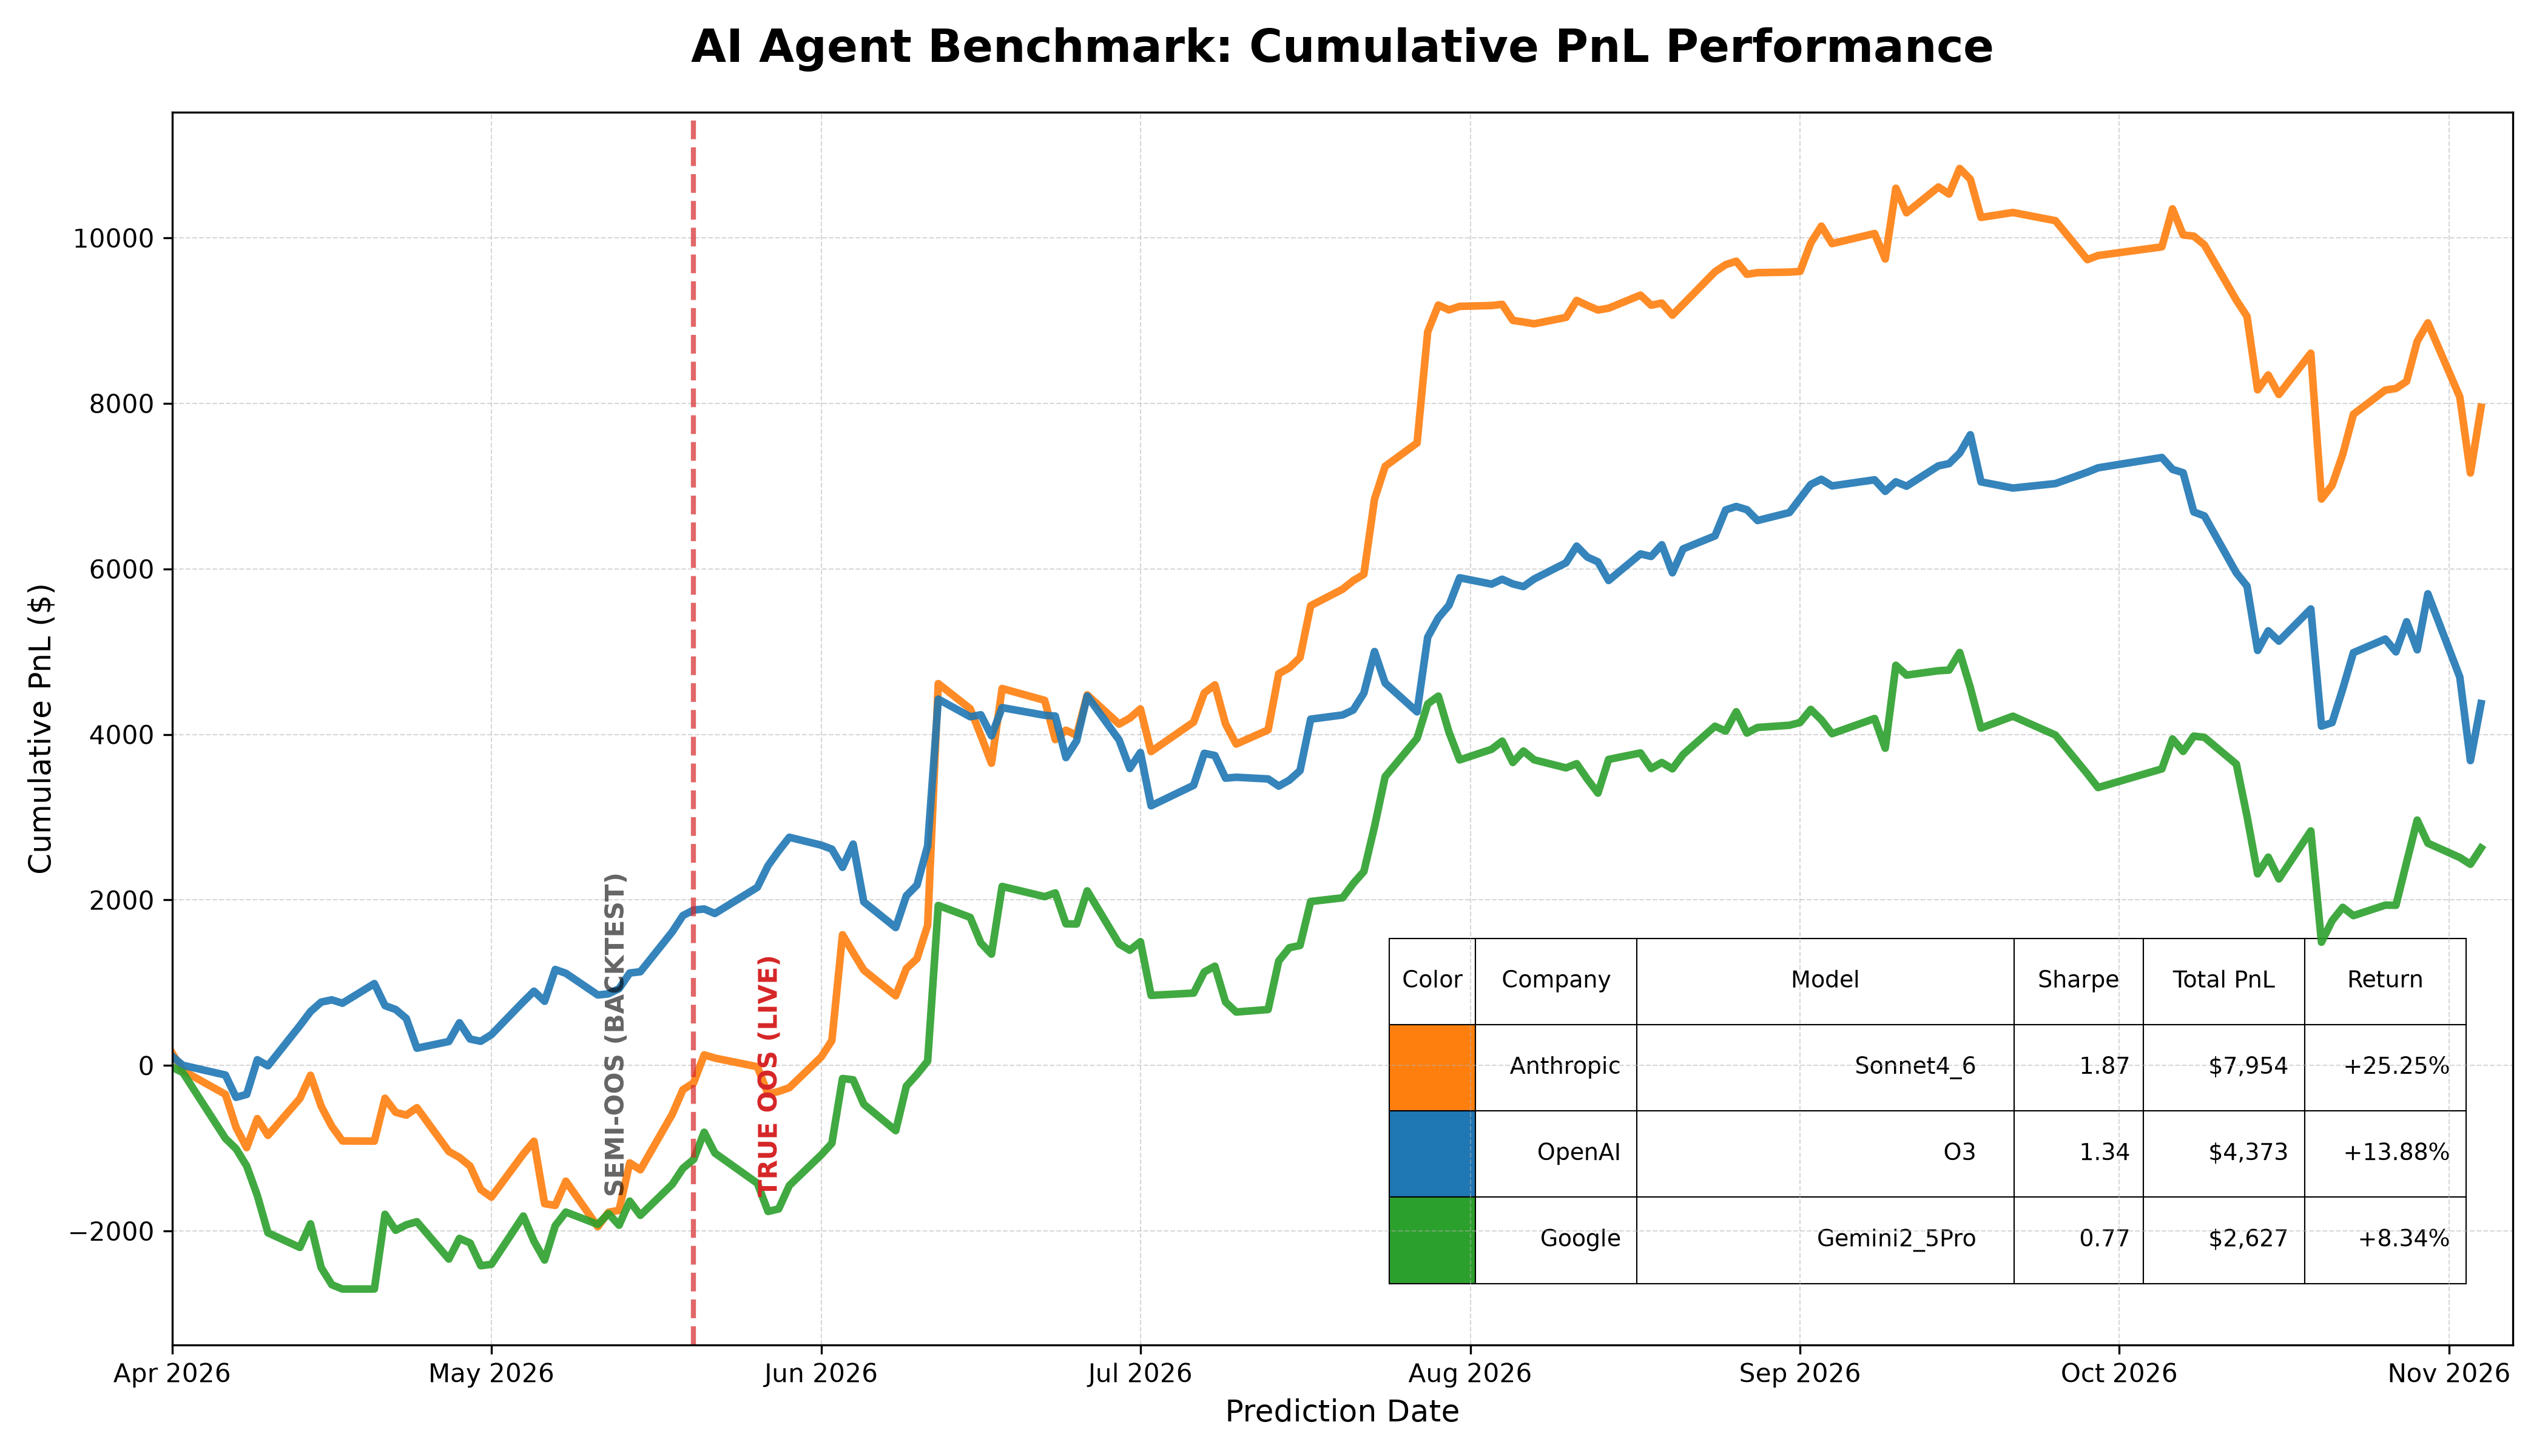 AI Agent Benchmark: Cumulative PnL Performance
Cumulative PnL ($)
10000
8000
6000
4000
2000
0
−2000
SEMI-OOS (BACKTEST)
TRUE OOS (LIVE)
Color Company Model Sharpe Total PnL Return
Anthropic Sonnet4_6 1.87 $7,954 +25.25%
OpenAI O3 1.34 $4,373 +13.88%
Google Gemini2_5Pro 0.77 $2,627 +8.34%
Apr 2026 May 2026 Jun 2026 Jul 2026 Aug 2026 Sep 2026 Oct 2026 Nov 2026
Prediction Date